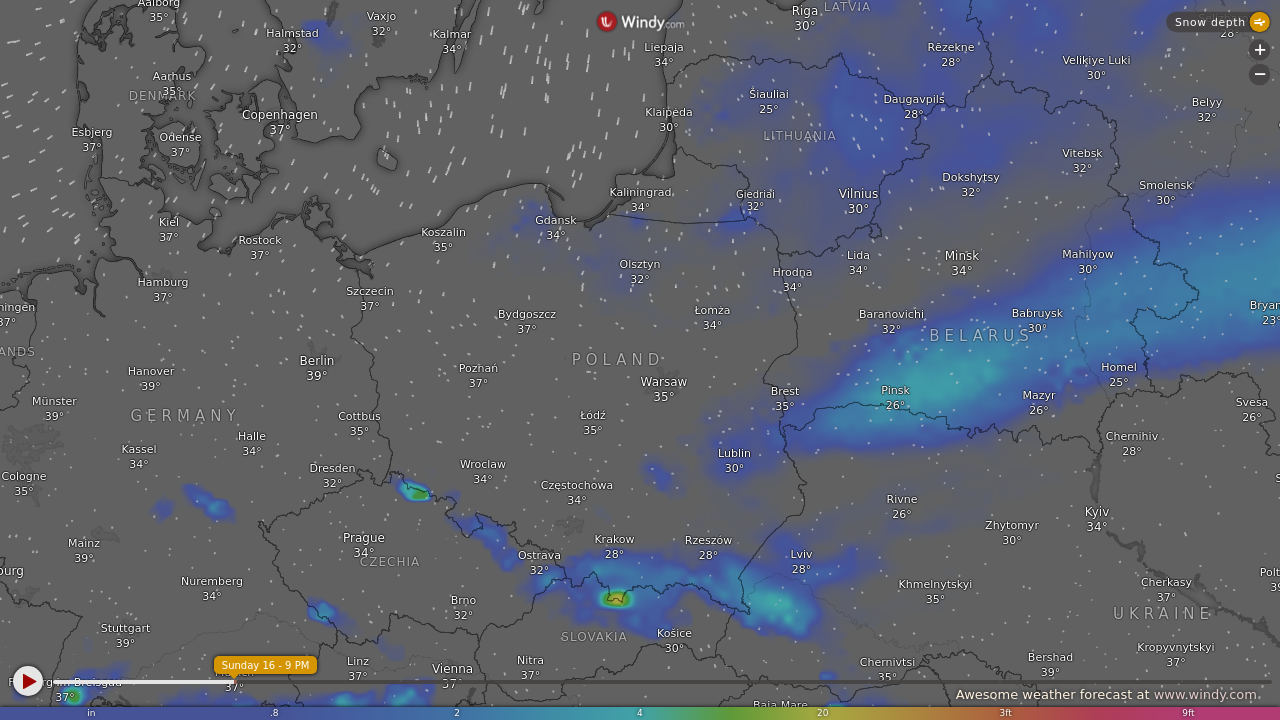 Aalborg
35°
Vaxjo
32°
Halmstad
32°
Kalmar
34°
Windy.com
Liepaja
34°
Riga
30°
LATVIA
Snow depth
28°
+
−
Rēzekne
28°
Velikiye Luki
30°
Aarhus
35°
DENMARK
Copenhagen
37°
Esbjerg
37°
Odense
37°
Klaipėda
30°
Šiauliai
25°
LITHUANIA
Daugavpils
28°
Belyy
32°
Vitebsk
32°
Dokshytsy
32°
Smolensk
30°
Kiel
37°
Rostock
37°
Koszalin
35°
Gdansk
34°
Kaliningrad
34°
Giedriai
32°
Vilnius
30°
Hamburg
37°
Szczecin
37°
Olsztyn
32°
Hrodna
34°
Lida
34°
Minsk
34°
Mahilyow
30°
ningen
37°
Bydgoszcz
37°
Łomża
34°
Baranovichi
32°
Babruysk
30°
Bryan
23°
BELARUS
ANDS
Hanover
39°
Berlin
39°
Poznań
37°
POLAND
Warsaw
35°
Brest
35°
Pinsk
26°
Homel
25°
Mazyr
26°
Svesa
26°
Münster
39°
GERMANY
Cottbus
35°
Łódź
35°
Kassel
34°
Halle
34°
Chernihiv
28°
Lublin
30°
Cologne
35°
Dresden
32°
Wroclaw
34°
Częstochowa
34°
Rivne
26°
Zhytomyr
30°
Kyiv
34°
S
Mainz
39°
Prague
34°
CZECHIA
Ostrava
32°
Krakow
28°
Rzeszów
28°
Lviv
28°
ourg
Nuremberg
34°
Brno
32°
Khmelnytskyi
35°
Cherkasy
37°
Polt
39
UKRAINE
Stuttgart
39°
SLOVAKIA
Košice
30°
Sunday 16 - 9 PM
Linz
37°
Vienna
37°
Nitra
37°
Chernivtsi
35°
Bershad
39°
Kropyvnytskyi
37°
37°
37°
Baia Mare
Awesome weather forecast at www.windy.com
in .8 2 4 20 3ft 9ft